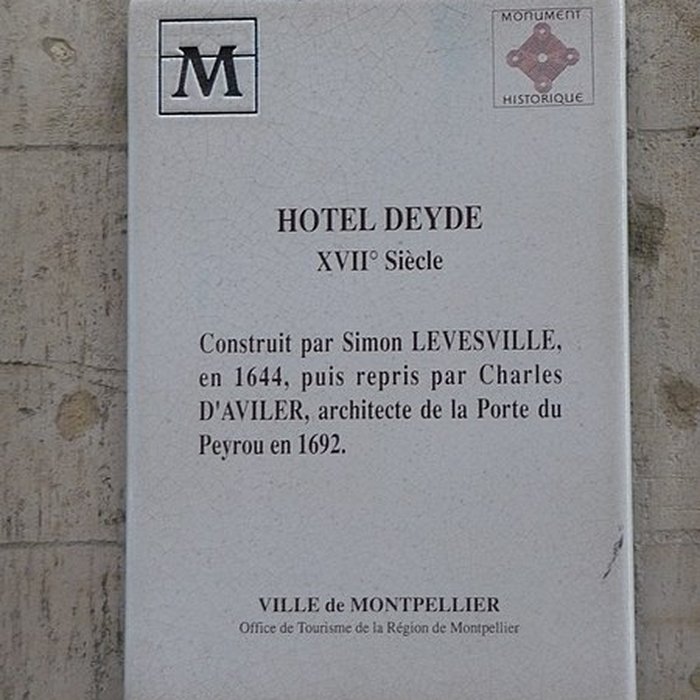 M
MONUMENT
HISTORIQUE
HOTEL DEYDE
XVII° Siècle
Construit par Simon LEVESVILLE,
en 1644, puis repris par Charles
D'AVILER, architecte de la Porte du
Peyrou en 1692.
VILLE de MONTPELLIER
Office de Tourisme de la Région de Montpellier